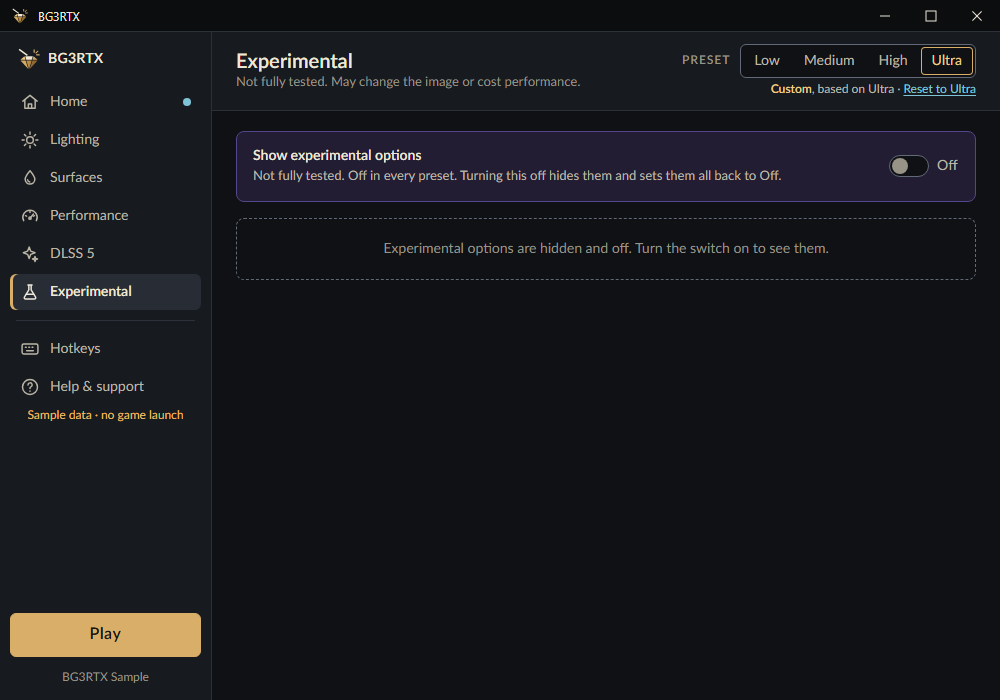 BG3RTX
BG3RTX
Home
Lighting
Surfaces
Performance
DLSS 5
Experimental
Hotkeys
Help & support
Sample data · no game launch
Play
BG3RTX Sample
Experimental
Not fully tested. May change the image or cost performance.
PRESET
Low
Medium
High
Ultra
Custom, based on Ultra · Reset to Ultra
Show experimental options
Not fully tested. Off in every preset. Turning this off hides them and sets them all back to Off.
Off
Experimental options are hidden and off. Turn the switch on to see them.